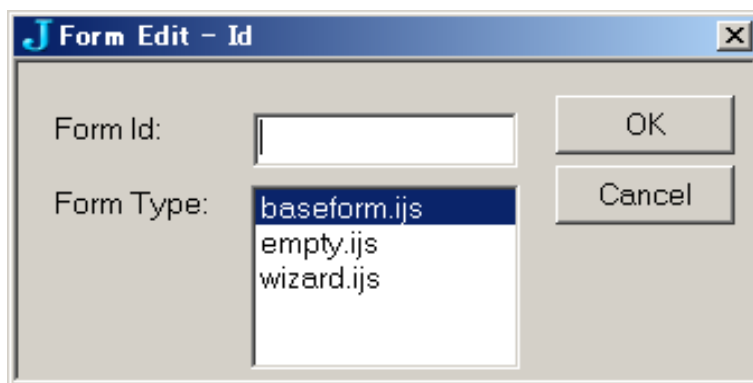 J Form Edit - Id
Form Id:
OK
Form Type:
Cancel
baseform.ijs
empty.ijs
wizard.ijs